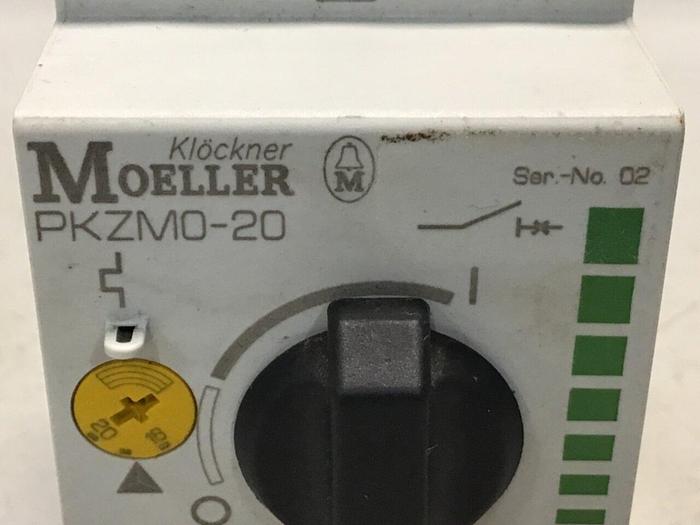 Klöckner
MOELLER
M
Ser.-No. 02
PKZM0-20
I
20 16
O